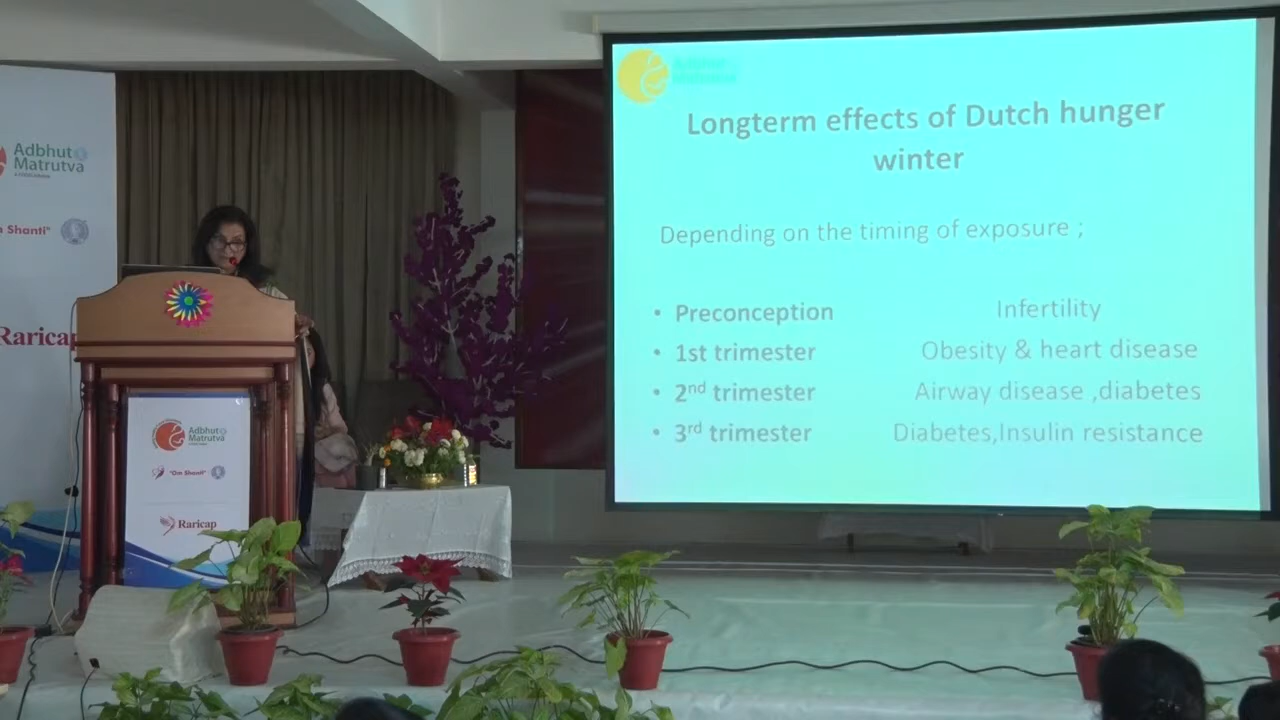 Adbhut
Matrutva
Shanti"
Raricap
Longterm effects of Dutch hunger
winter
Depending on the timing of exposure ;
• Preconception Infertility
• 1st trimester Obesity & heart disease
• 2nd trimester Airway disease ,diabetes
• 3rd trimester Diabetes,Insulin resistance
Adbhut
Matrutva
"Om Shanti"
Raricap